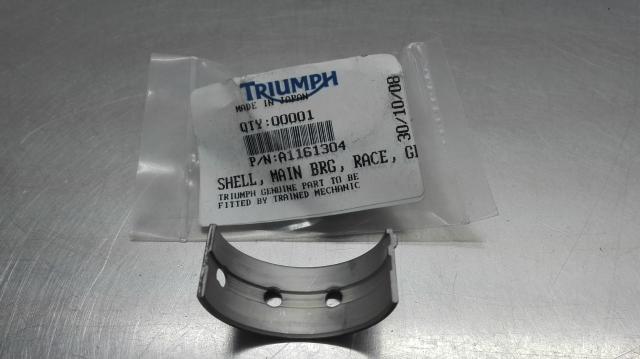 TRIUMPH
MADE IN JAPAN
QTY:00001
P/N:A1161304
SHELL, MAIN BRG, RACE, G
TRIUMPH GENUINE PART TO BE
FITTED BY TRAINED MECHANIC
30/10/08